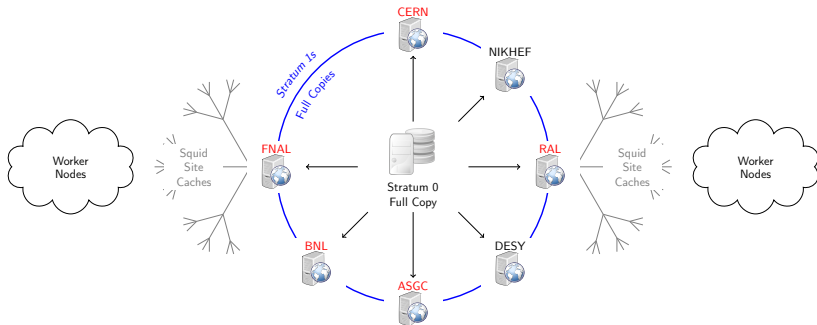 CERN
NIKHEF
Stratum 1s
Full Copies
FNAL
RAL
Worker
Nodes
Squid
Site
Caches
Stratum 0
Full Copy
Squid
Site
Caches
Worker
Nodes
BNL
DESY
ASGC